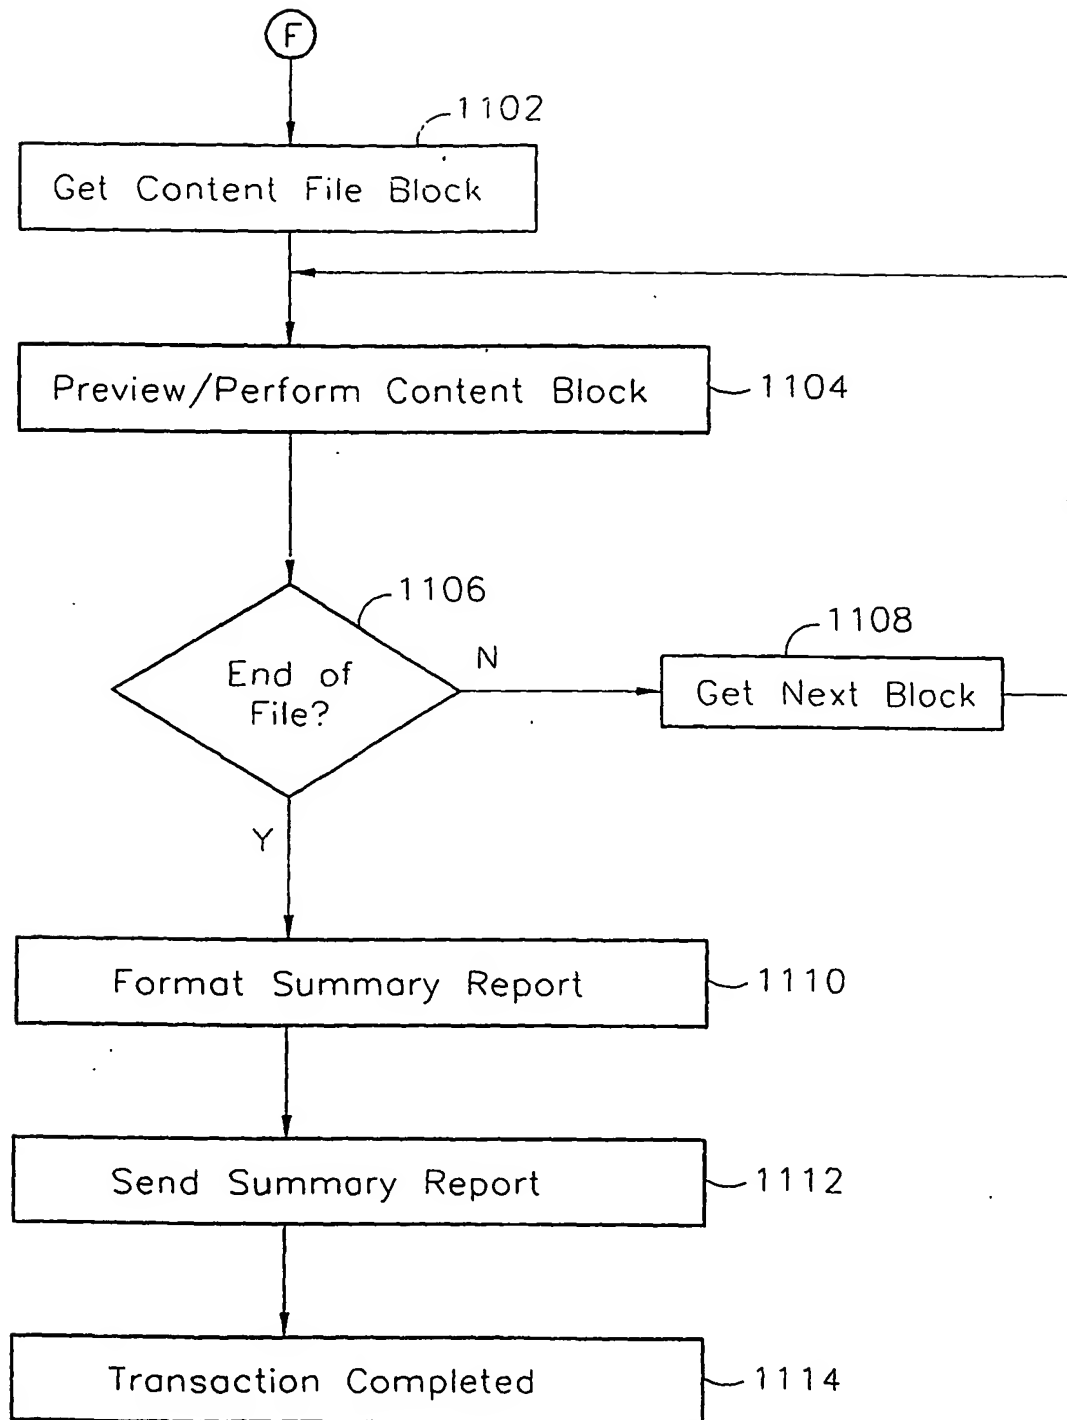 F
1102
Get Content File Block
Preview/Perform Content Block
1104
1106
End of
File?
N
1108
Get Next Block
Y
Format Summary Report
1110
Send Summary Report
1112
Transaction Completed
1114